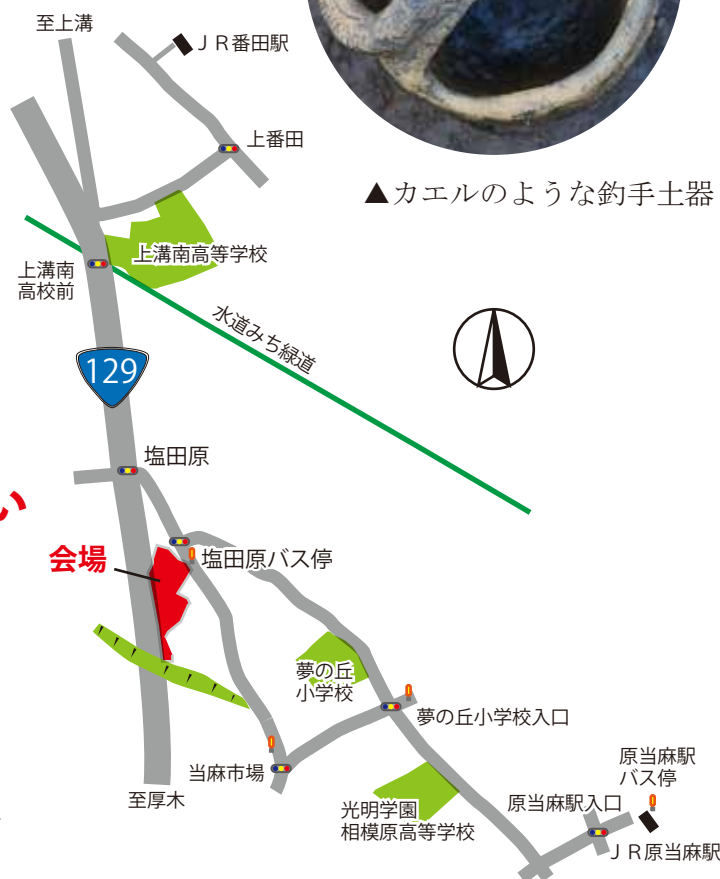 至上溝
ＪＲ番田駅
上番田
▲カエルのような釣手土器
上溝南高等学校
上溝南
高校前
水道みち緑道
129
塩田原
い
会場
塩田原バス停
夢の丘
小学校
夢の丘小学校入口
当麻市場
至厚木
原当麻駅
バス停
原当麻駅入口
光明学園
相模原高等学校
ＪＲ原当麻駅